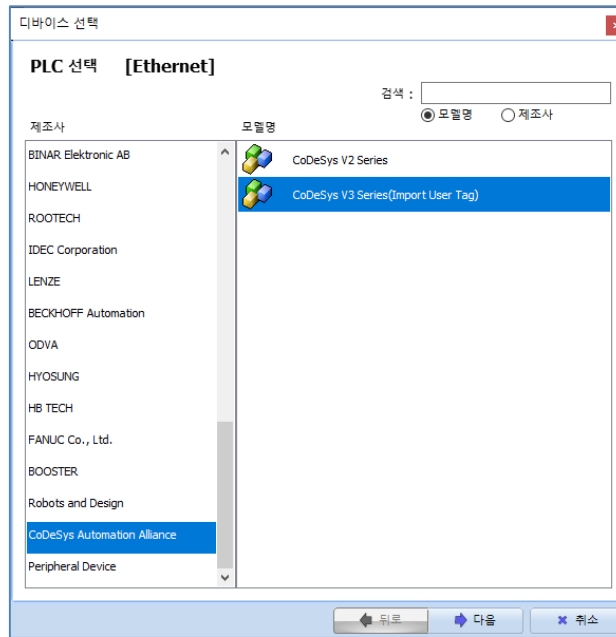 디바이스 선택
PLC 선택 [Ethernet]
검색 :
모델명 제조사
제조사
모델명
BINAR Elektronic AB
HONEYWELL
ROOTECH
IDEC Corporation
LENZE
BECKHOFF Automation
ODVA
HYOSUNG
HB TECH
FANUC Co., Ltd.
BOOSTER
Robots and Design
CoDeSys Automation Alliance
Peripheral Device
CoDeSys V2 Series
CoDeSys V3 Series(Import User Tag)
뒤로 다음 취소